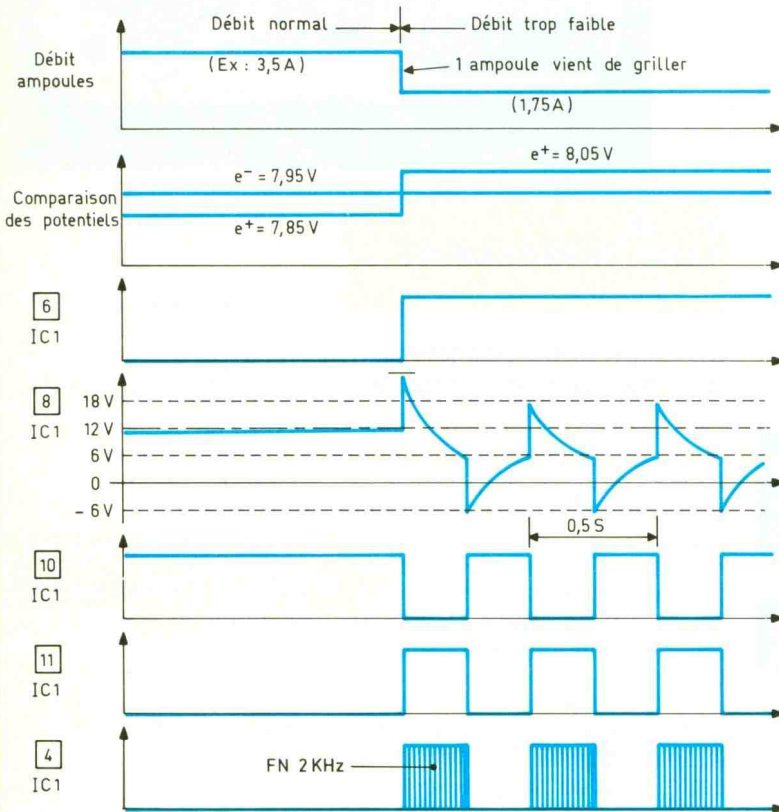 Débit normal
Débit trop faible
Débit
ampoules
(Ex : 3,5A)
1 ampoule vient de griller
(1,75A)
e+ = 8,05 V
e- = 7,95 V
Comparaison
des potentiels
e+ = 7,85 V
6
IC1
8
IC1
18 V
12 V
6 V
0
- 6 V
0,5 S
10
IC1
11
IC1
4
IC1
FN 2 KHz